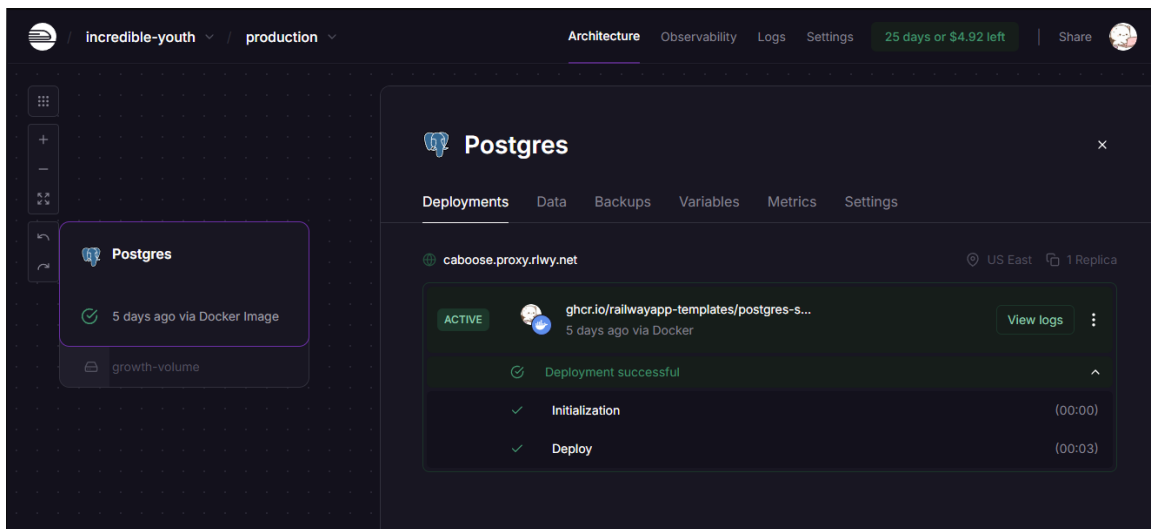 / incredible-youth / production
Architecture Observability Logs Settings 25 days or $4.92 left Share
Postgres
Deployments Data Backups Variables Metrics Settings
Postgres
5 days ago via Docker Image
growth-volume
caboose.proxy.rlwy.net US East 1 Replica
ACTIVE ghcr.io/railwayapp-templates/postgres-s...
5 days ago via Docker
View logs
Deployment successful
Initialization (00:00)
Deploy (00:03)